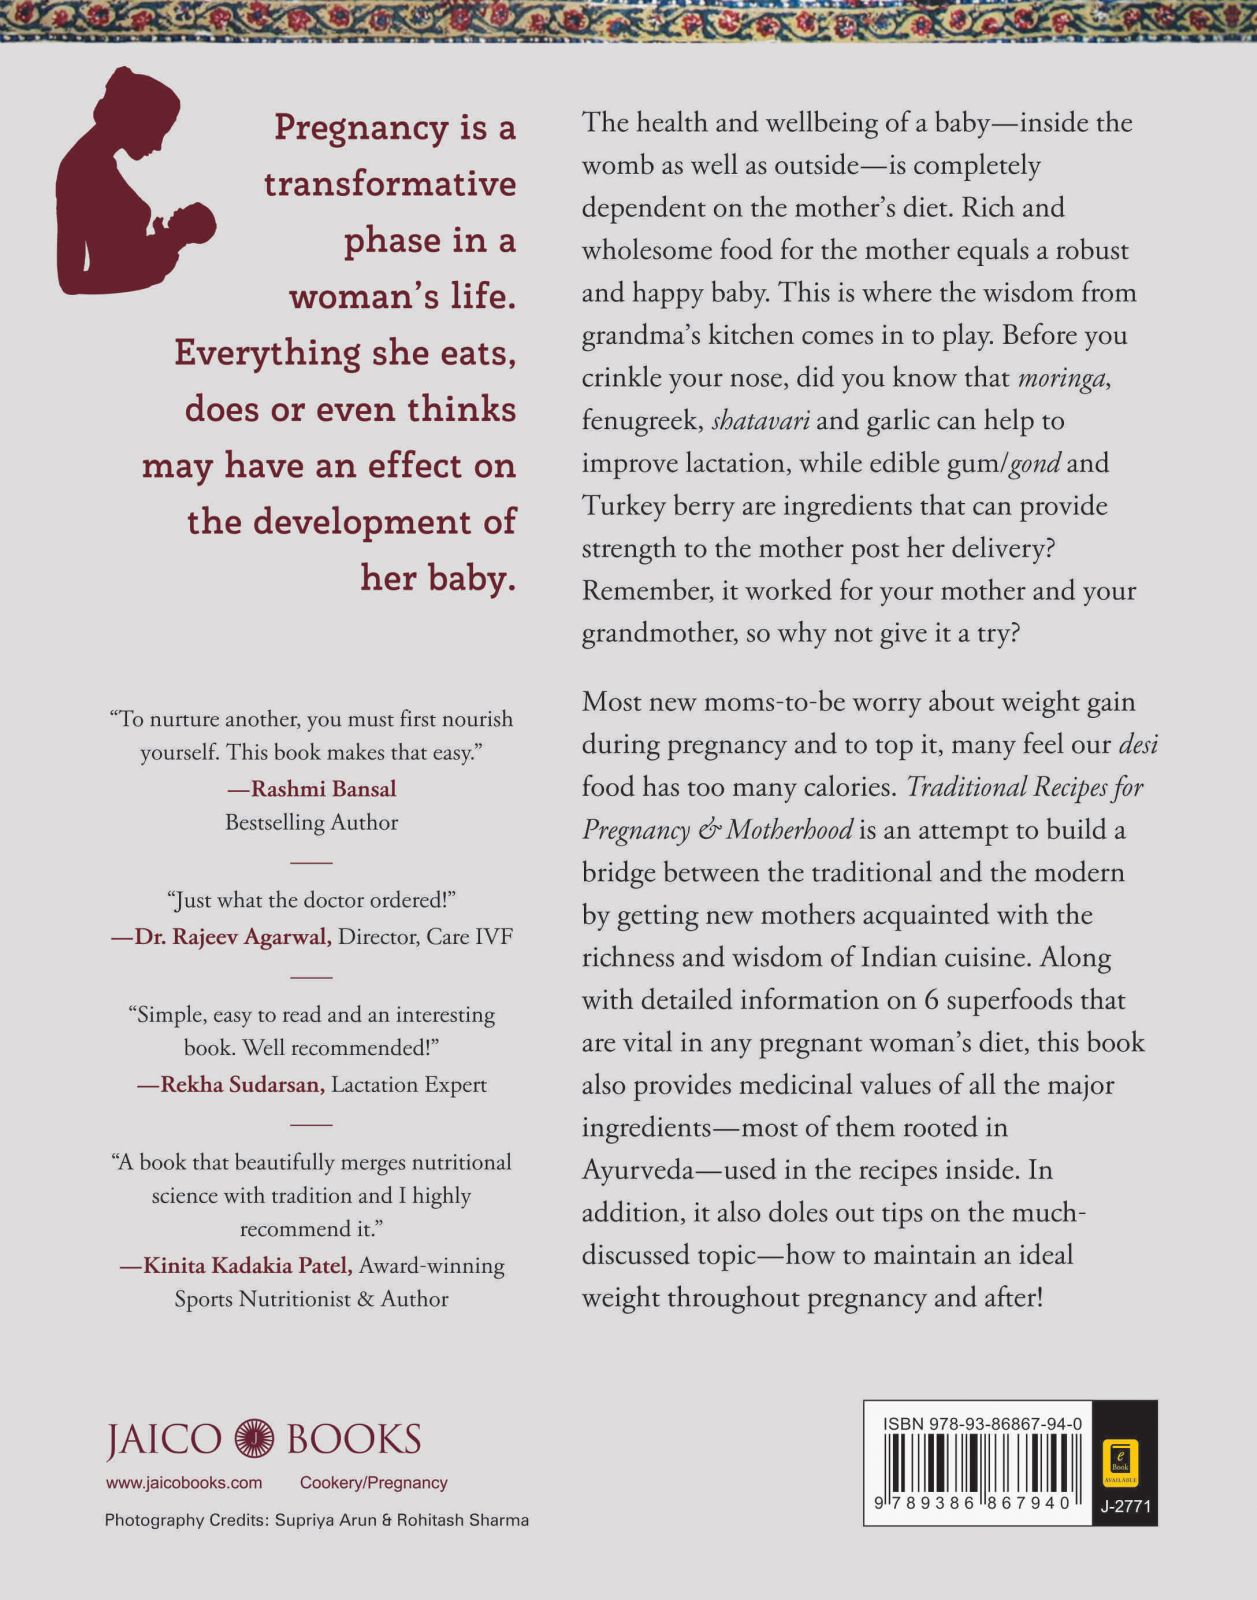 Pregnancy is a
transformative
phase in a
woman's life.
Everything she eats,
does or even thinks
may have an effect on
the development of
her baby.
“To nurture another, you must first nourish
yourself. This book makes that easy.”
—Rashmi Bansal
Bestselling Author
“Just what the doctor ordered!”
—Dr. Rajeev Agarwal, Director, Care IVF
“Simple, easy to read and an interesting
book. Well recommended!”
—Rekha Sudarsan, Lactation Expert
“A book that beautifully merges nutritional
science with tradition and I highly
recommend it.”
—Kinita Kadakia Patel, Award-winning
Sports Nutritionist & Author
The health and wellbeing of a baby—inside the
womb as well as outside—is completely
dependent on the mother’s diet. Rich and
wholesome food for the mother equals a robust
and happy baby. This is where the wisdom from
grandma’s kitchen comes in to play. Before you
crinkle your nose, did you know that moringa,
fenugreek, shatavari and garlic can help to
improve lactation, while edible gum/gond and
Turkey berry are ingredients that can provide
strength to the mother post her delivery?
Remember, it worked for your mother and your
grandmother, so why not give it a try?
Most new moms-to-be worry about weight gain
during pregnancy and to top it, many feel our desi
food has too many calories. Traditional Recipes for
Pregnancy & Motherhood is an attempt to build a
bridge between the traditional and the modern
by getting new mothers acquainted with the
richness and wisdom of Indian cuisine. Along
with detailed information on 6 superfoods that
are vital in any pregnant woman’s diet, this book
also provides medicinal values of all the major
ingredients—most of them rooted in
Ayurveda—used in the recipes inside. In
addition, it also doles out tips on the much-
discussed topic—how to maintain an ideal
weight throughout pregnancy and after!
JAICO J BOOKS
www.jaicobooks.com Cookery/Pregnancy
Photography Credits: Supriya Arun & Rohitash Sharma
ISBN 978-93-86867-94-0
9 789386 867940
e
Book
AVAILABLE
J-2771